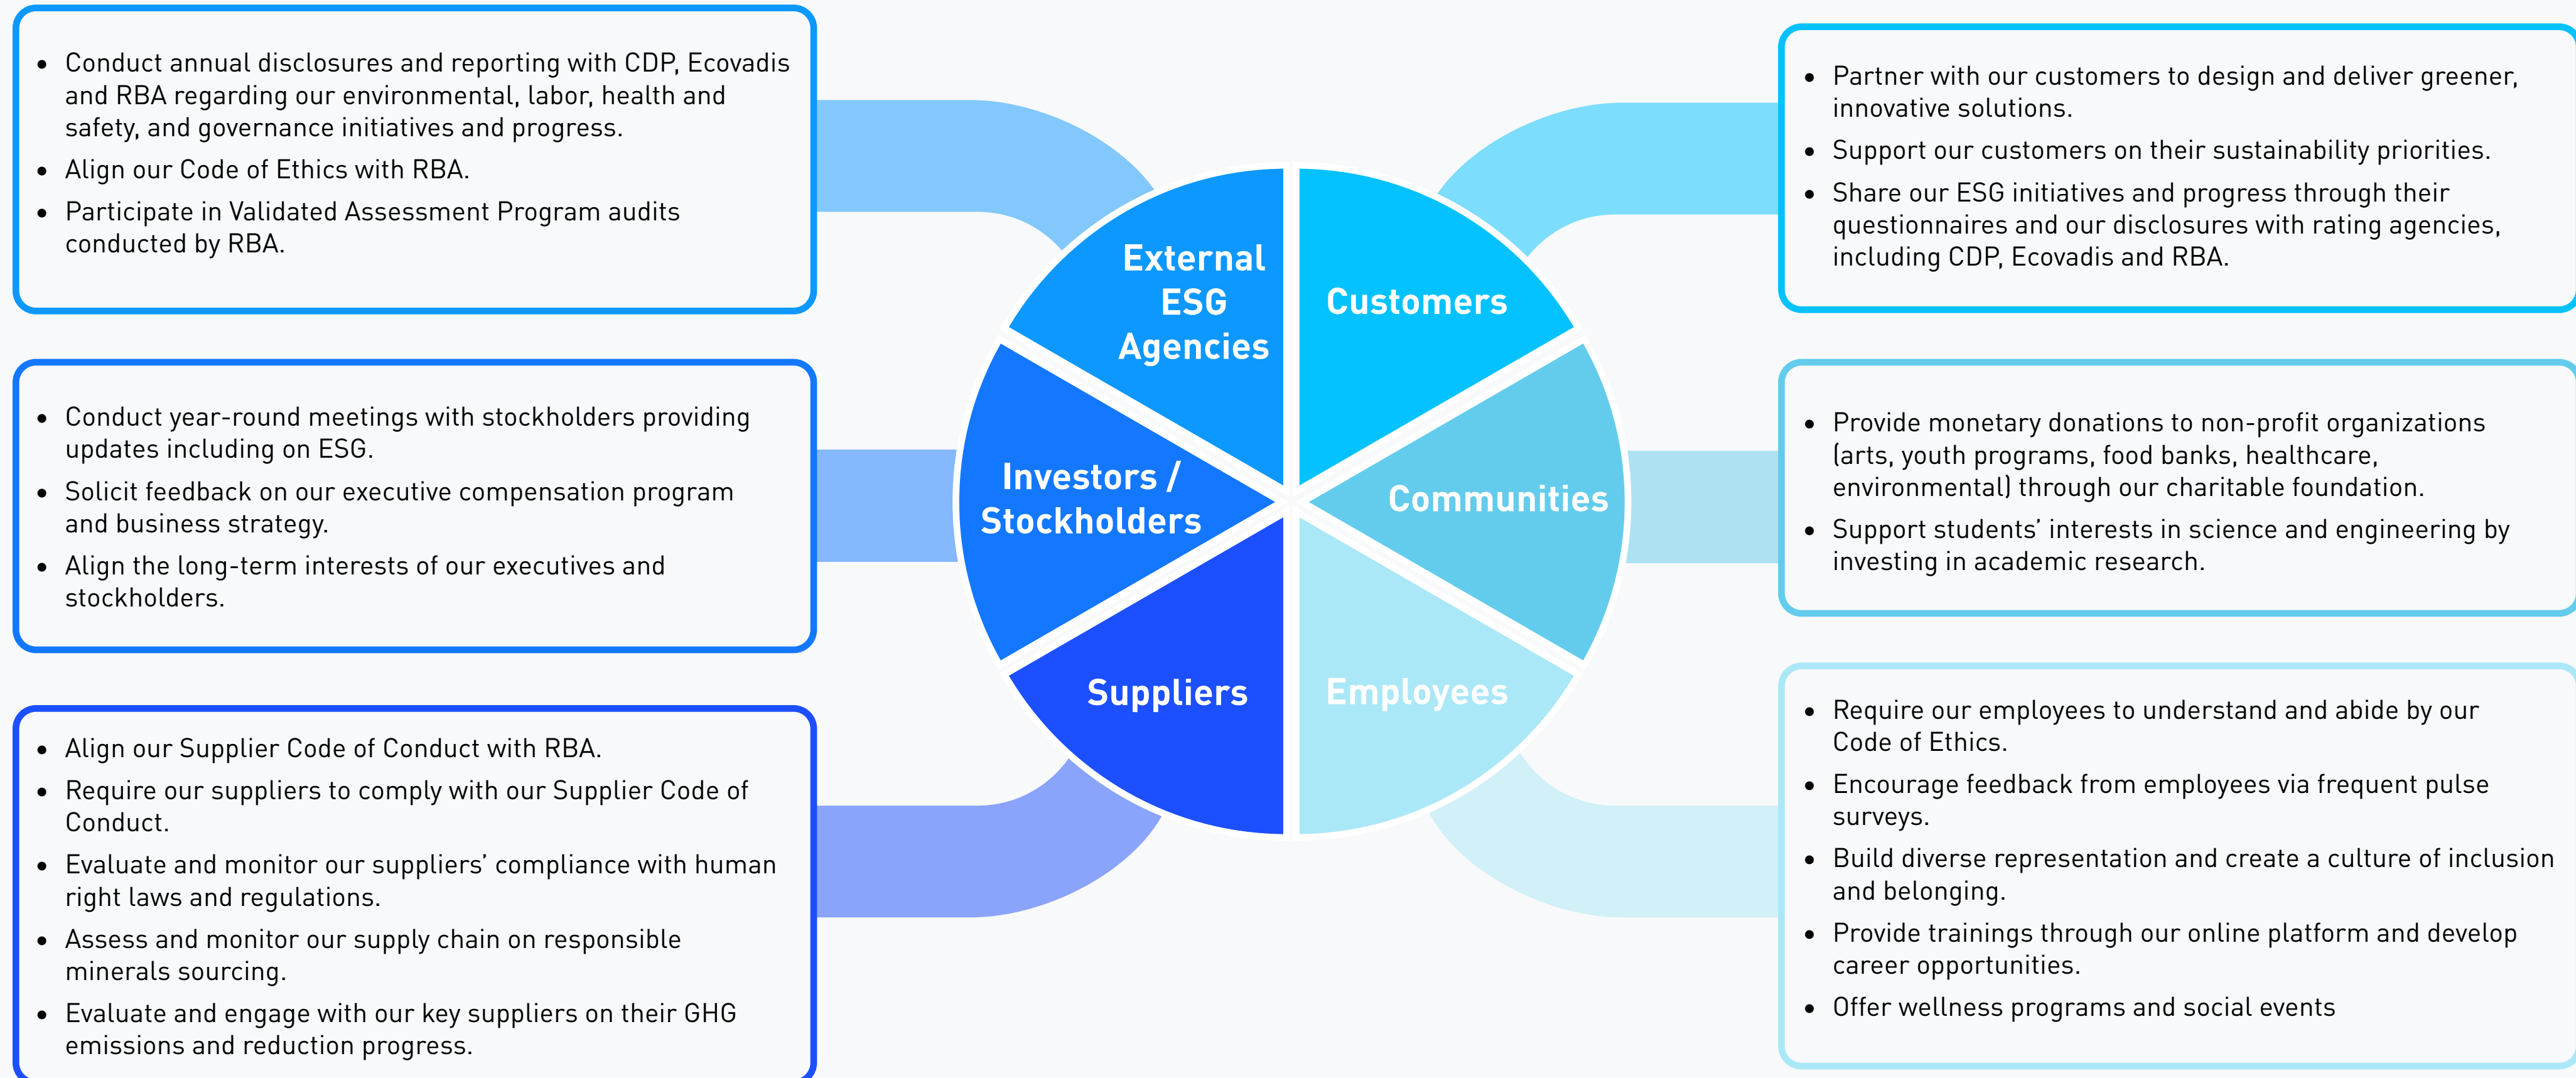 • Conduct annual disclosures and reporting with CDP, Ecovadis
and RBA regarding our environmental, labor, health and
safety, and governance initiatives and progress.
• Align our Code of Ethics with RBA.
• Participate in Validated Assessment Program audits
conducted by RBA.
• Conduct year-round meetings with stockholders providing
updates including on ESG.
• Solicit feedback on our executive compensation program
and business strategy.
• Align the long-term interests of our executives and
stockholders.
• Align our Supplier Code of Conduct with RBA.
• Require our suppliers to comply with our Supplier Code of
Conduct.
• Evaluate and monitor our suppliers’ compliance with human
right laws and regulations.
• Assess and monitor our supply chain on responsible
minerals sourcing.
• Evaluate and engage with our key suppliers on their GHG
emissions and reduction progress.
External
ESG
Agencies
Customers
Investors /
Stockholders
Communities
Suppliers
Employees
• Partner with our customers to design and deliver greener,
innovative solutions.
• Support our customers on their sustainability priorities.
• Share our ESG initiatives and progress through their
questionnaires and our disclosures with rating agencies,
including CDP, Ecovadis and RBA.
• Provide monetary donations to non-profit organizations
(arts, youth programs, food banks, healthcare,
environmental) through our charitable foundation.
• Support students’ interests in science and engineering by
investing in academic research.
• Require our employees to understand and abide by our
Code of Ethics.
• Encourage feedback from employees via frequent pulse
surveys.
• Build diverse representation and create a culture of inclusion
and belonging.
• Provide trainings through our online platform and develop
career opportunities.
• Offer wellness programs and social events